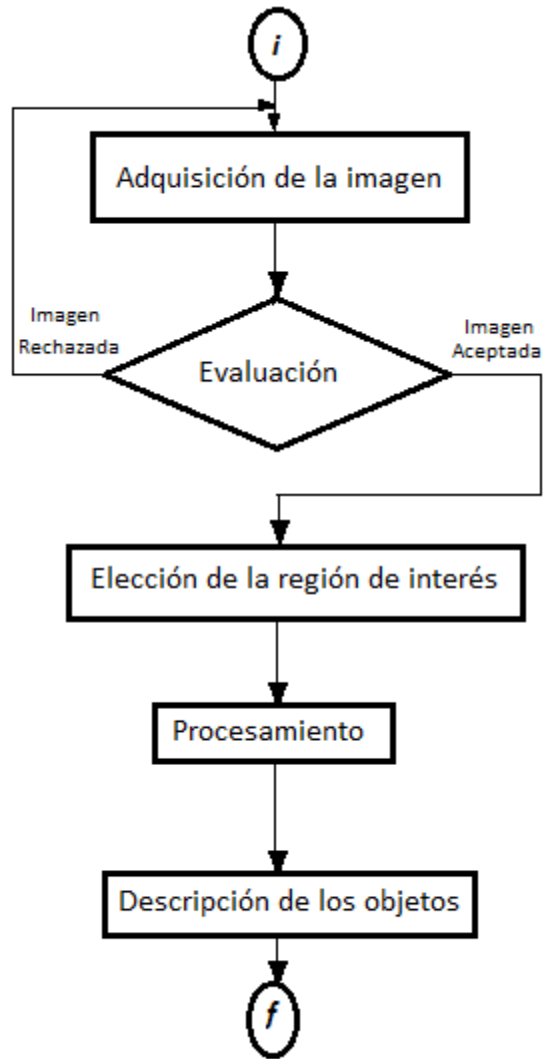 i
Adquisición de la imagen
Imagen
Rechazada
Evaluación
Imagen
Aceptada
Elección de la región de interés
Procesamiento
Descripción de los objetos
f